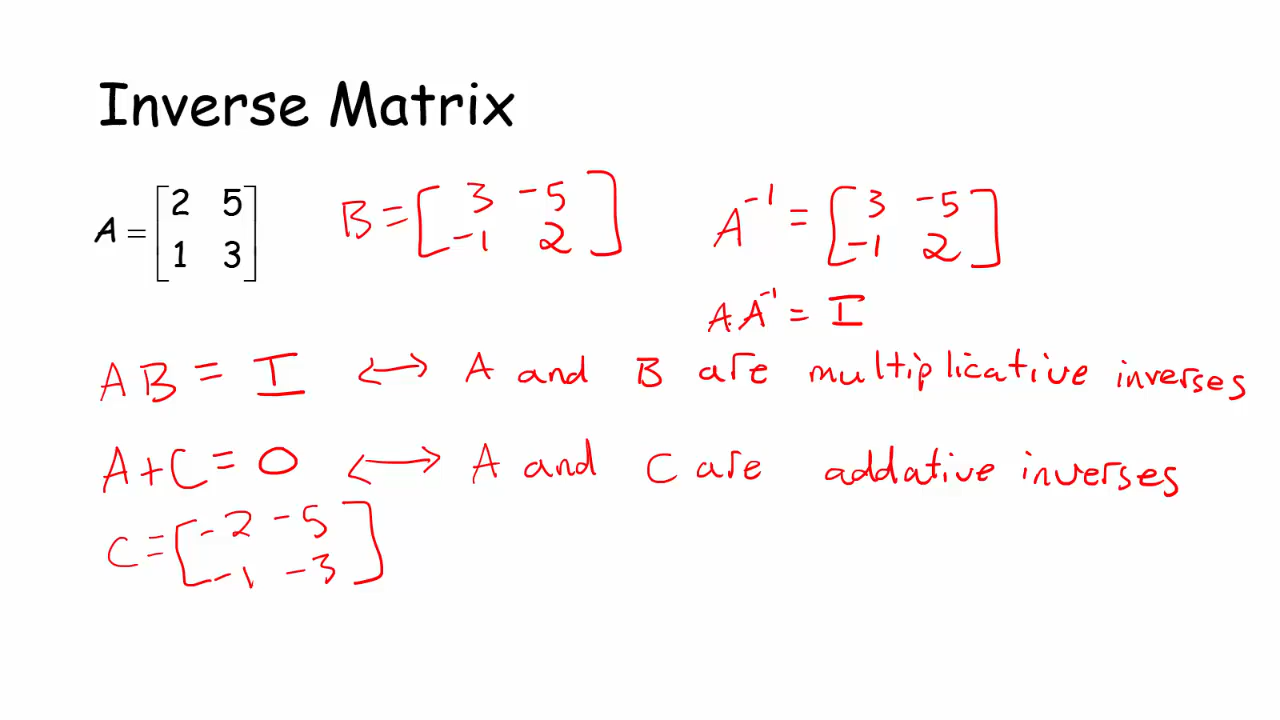 Inverse Matrix
A = [2 5; 1 3] B = [3 -5; -1 2] A⁻¹ = [3 -5; -1 2]
A·A⁻¹ = I
AB = I ⟷ A and B are multiplicative inverses
A+C = 0 ⟷ A and C are addative inverses
C = [-2 -5; -1 -3]